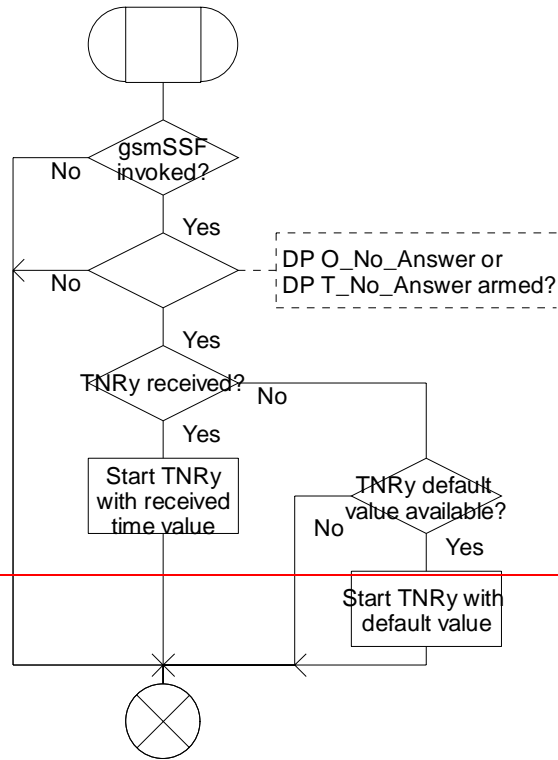 gsmSSF
invoked?
No
Yes
DP O_No_Answer or
DP T_No_Answer armed?
No
Yes
TNRy received?
No
Yes
Start TNRy
with received
time value
TNRy default
value available?
No
Yes
Start TNRy with
default value